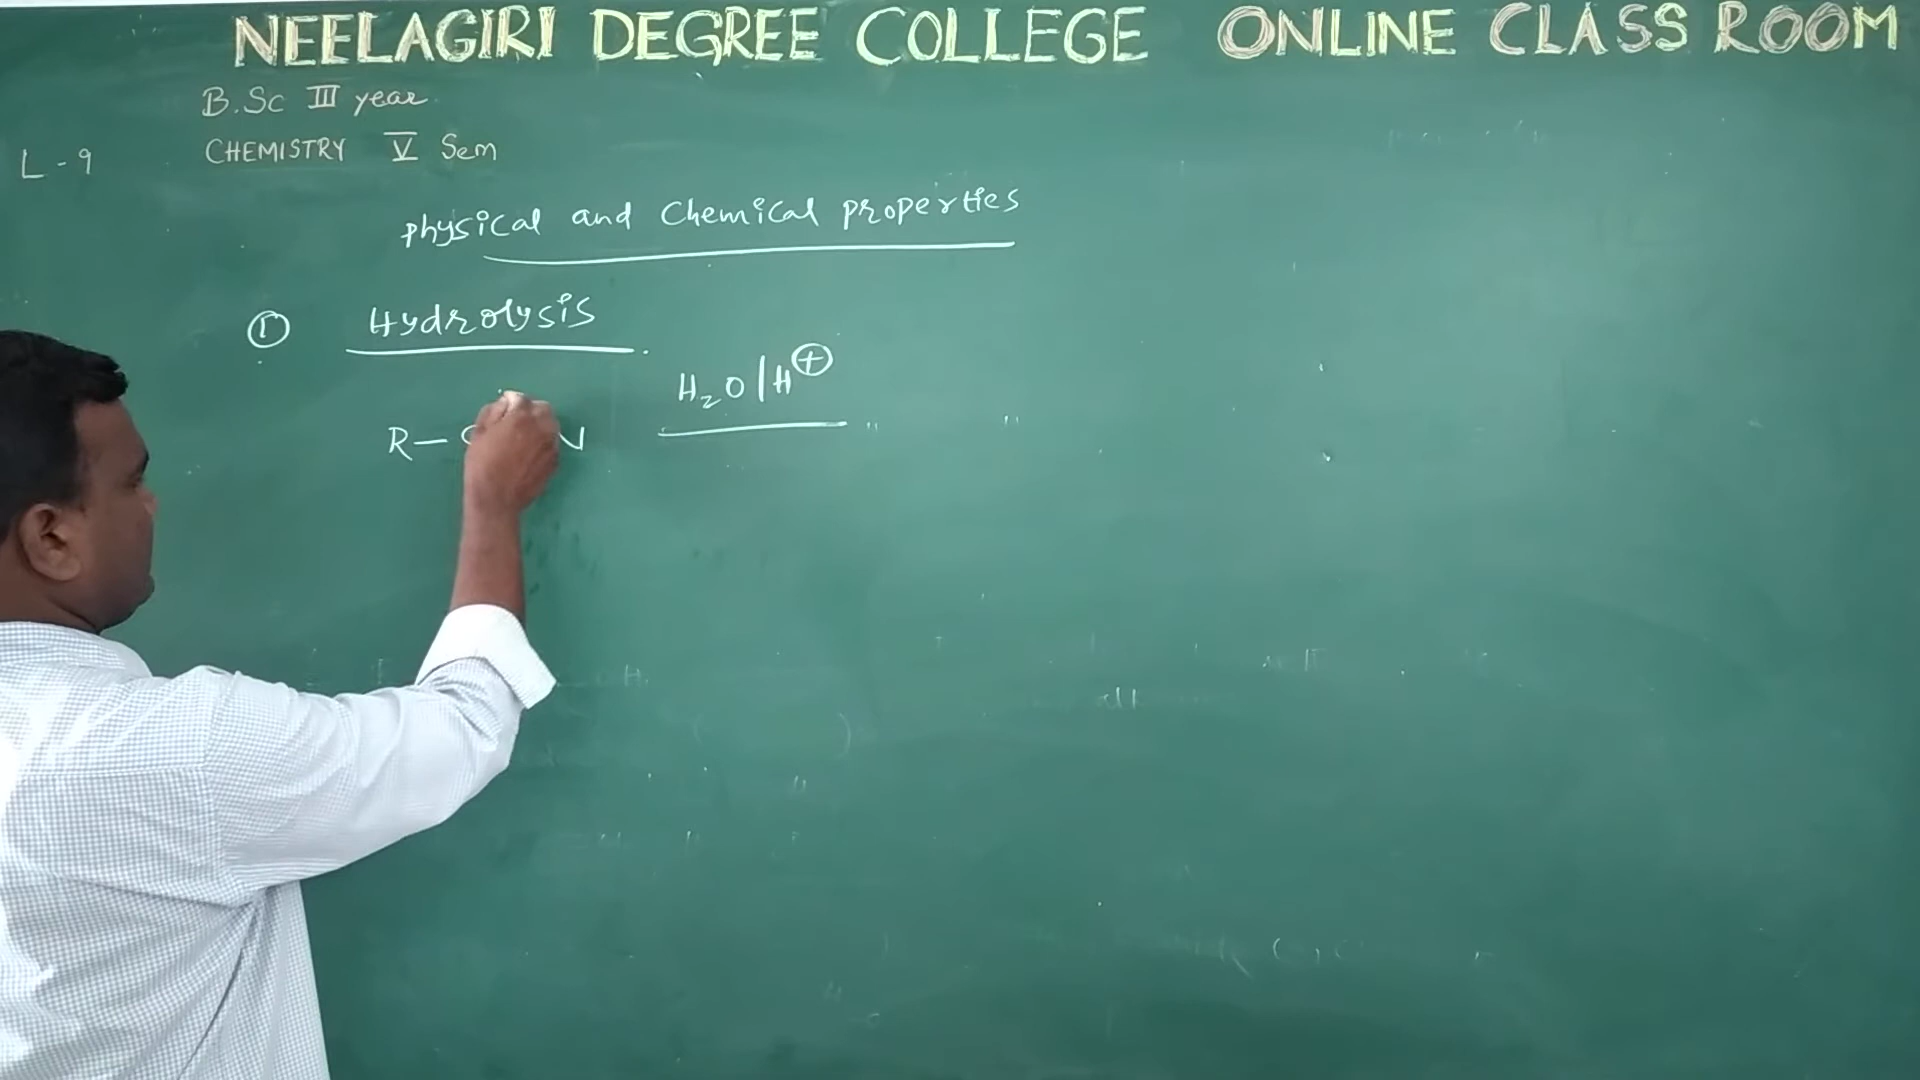 NEELAGIRI DEGREE COLLEGE ONLINE CLASS ROOM
B.Sc III year
L-9
CHEMISTRY V Sem
physical and Chemical properties
① Hydrolysis
H₂O/H⊕
R— N